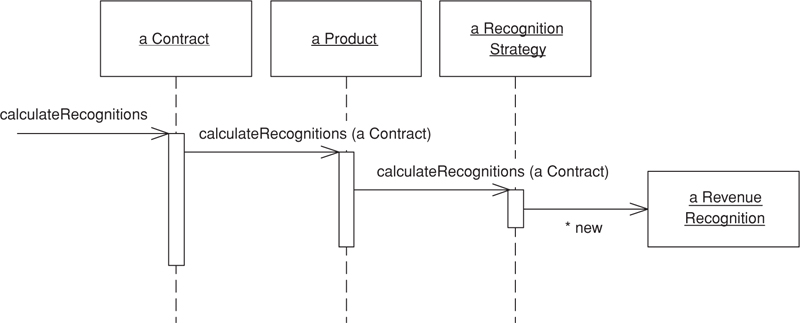 a Contract
a Product
a Recognition
Strategy
calculateRecognitions
calculateRecognitions (a Contract)
calculateRecognitions (a Contract)
a Revenue
Recognition
* new